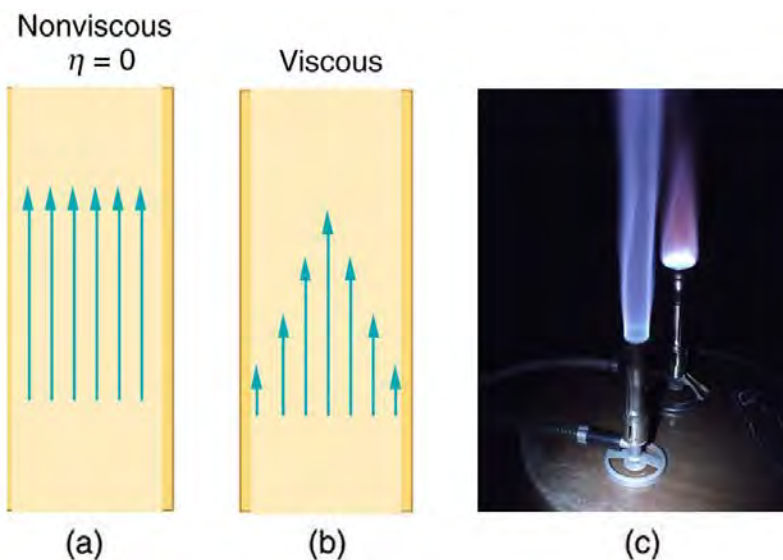 Nonviscous
η = 0
Viscous
(a)
(b)
(c)